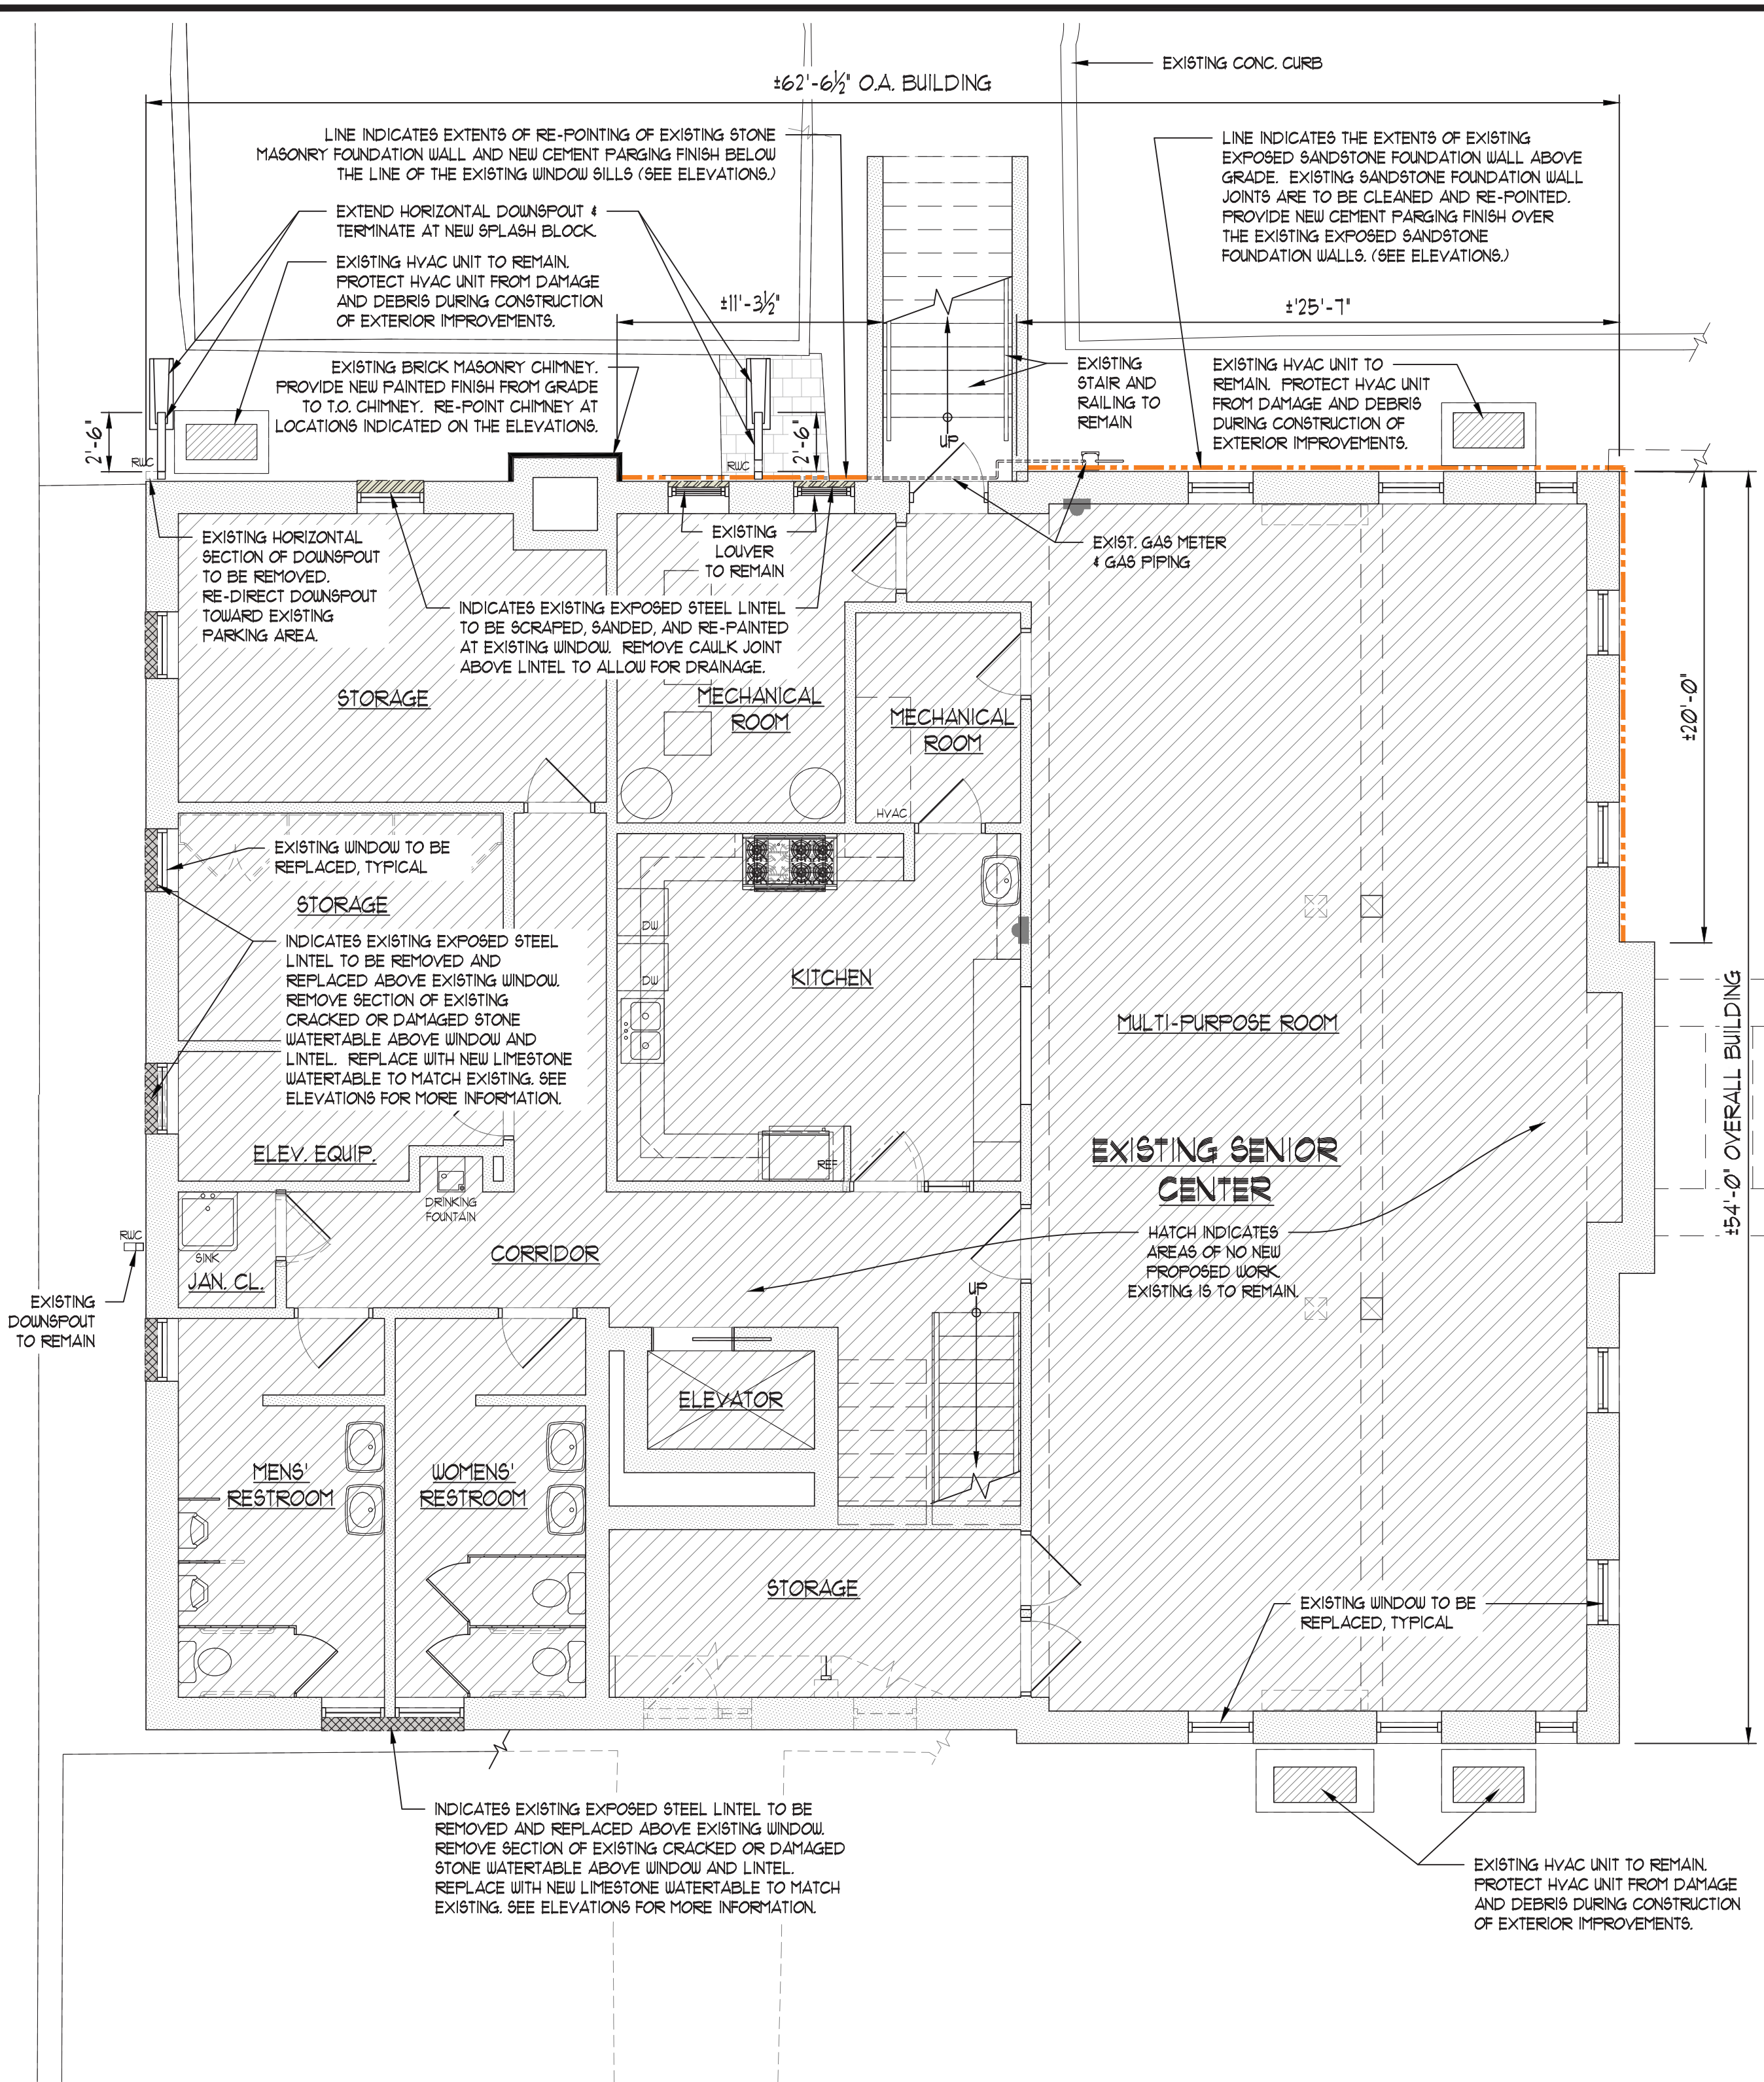 EXISTING CONC. CURB
±62'-6½" O.A. BUILDING
LINE INDICATES EXTENTS OF RE-POINTING OF EXISTING STONE
MASONRY FOUNDATION WALL AND NEW CEMENT PARGING FINISH BELOW
THE LINE OF THE EXISTING WINDOW SILLS (SEE ELEVATIONS.)
LINE INDICATES THE EXTENTS OF EXISTING
EXPOSED SANDSTONE FOUNDATION WALL ABOVE
GRADE. EXISTING SANDSTONE FOUNDATION WALL
JOINTS ARE TO BE CLEANED AND RE-POINTED.
PROVIDE NEW CEMENT PARGING FINISH OVER
THE EXISTING EXPOSED SANDSTONE
FOUNDATION WALLS. (SEE ELEVATIONS.)
EXTEND HORIZONTAL DOWNSPOUT &
TERMINATE AT NEW SPLASH BLOCK.
EXISTING HVAC UNIT TO REMAIN.
PROTECT HVAC UNIT FROM DAMAGE
AND DEBRIS DURING CONSTRUCTION
OF EXTERIOR IMPROVEMENTS.
±11'-3½"
±'25'-7"
EXISTING BRICK MASONRY CHIMNEY.
PROVIDE NEW PAINTED FINISH FROM GRADE
TO T.O. CHIMNEY. RE-POINT CHIMNEY AT
LOCATIONS INDICATED ON THE ELEVATIONS.
EXISTING
STAIR AND
RAILING TO
REMAIN
EXISTING HVAC UNIT TO
REMAIN. PROTECT HVAC UNIT
FROM DAMAGE AND DEBRIS
DURING CONSTRUCTION OF
EXTERIOR IMPROVEMENTS.
2'-6"
RWC
RWC
2'-6"
UP
EXISTING HORIZONTAL
SECTION OF DOWNSPOUT
TO BE REMOVED.
RE-DIRECT DOWNSPOUT
TOWARD EXISTING
PARKING AREA.
EXISTING
LOUVER
TO REMAIN
EXIST. GAS METER
& GAS PIPING
INDICATES EXISTING EXPOSED STEEL LINTEL
TO BE SCRAPED, SANDED, AND RE-PAINTED
AT EXISTING WINDOW. REMOVE CAULK JOINT
ABOVE LINTEL TO ALLOW FOR DRAINAGE.
STORAGE
MECHANICAL
ROOM
MECHANICAL
ROOM
±20'-0"
HVAC
EXISTING WINDOW TO BE
REPLACED, TYPICAL
STORAGE
INDICATES EXISTING EXPOSED STEEL
LINTEL TO BE REMOVED AND
REPLACED ABOVE EXISTING WINDOW.
REMOVE SECTION OF EXISTING
CRACKED OR DAMAGED STONE
WATERTABLE ABOVE WINDOW AND
LINTEL. REPLACE WITH NEW LIMESTONE
WATERTABLE TO MATCH EXISTING. SEE
ELEVATIONS FOR MORE INFORMATION.
DW
DW
KITCHEN
MULTI-PURPOSE ROOM
±54'-0" OVERALL BUILDING
ELEV. EQUIP.
REF
EXISTING SENIOR
CENTER
DRINKING
FOUNTAIN
HATCH INDICATES
AREAS OF NO NEW
PROPOSED WORK.
EXISTING IS TO REMAIN.
RWC
SINK
JAN. CL.
CORRIDOR
UP
EXISTING
DOWNSPOUT
TO REMAIN
ELEVATOR
MENS'
RESTROOM
WOMENS'
RESTROOM
STORAGE
EXISTING WINDOW TO BE
REPLACED, TYPICAL
INDICATES EXISTING EXPOSED STEEL LINTEL TO BE
REMOVED AND REPLACED ABOVE EXISTING WINDOW.
REMOVE SECTION OF EXISTING CRACKED OR DAMAGED
STONE WATERTABLE ABOVE WINDOW AND LINTEL.
REPLACE WITH NEW LIMESTONE WATERTABLE TO MATCH
EXISTING. SEE ELEVATIONS FOR MORE INFORMATION.
EXISTING HVAC UNIT TO REMAIN.
PROTECT HVAC UNIT FROM DAMAGE
AND DEBRIS DURING CONSTRUCTION
OF EXTERIOR IMPROVEMENTS.